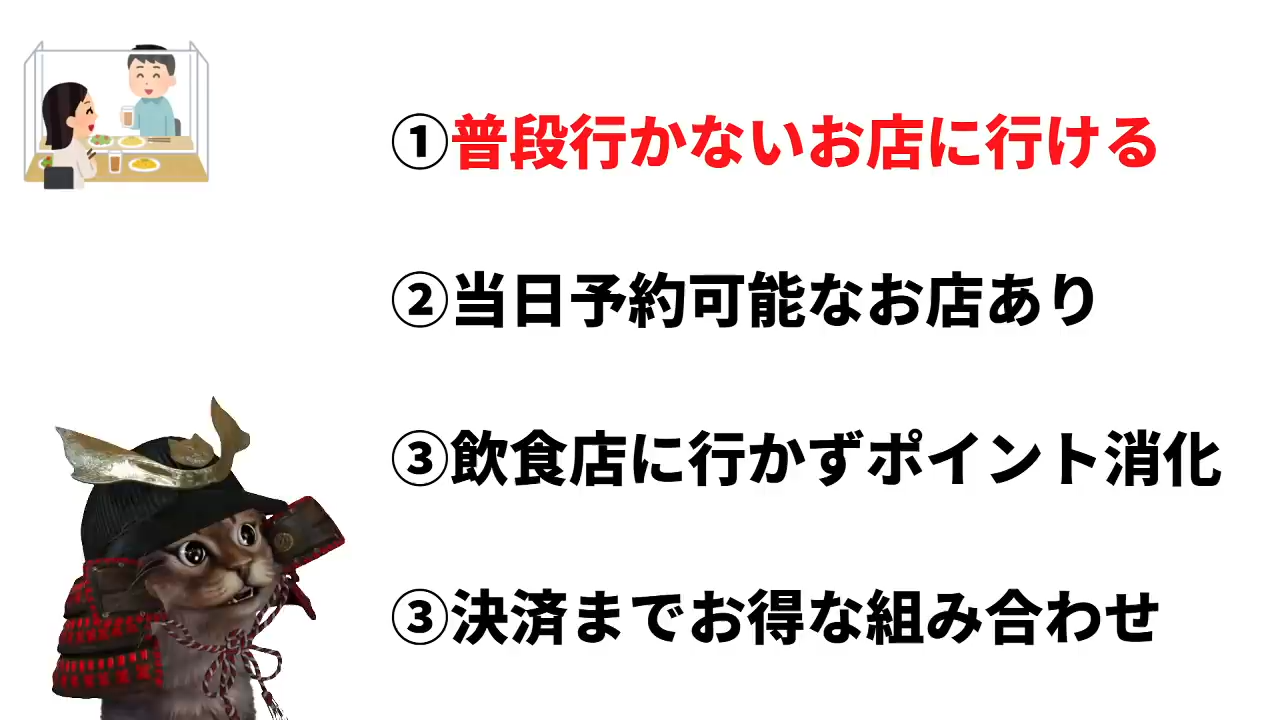 ①普段行かないお店に行ける
②当日予約可能なお店あり
③飲食店に行かずポイント消化
③決済までお得な組み合わせ